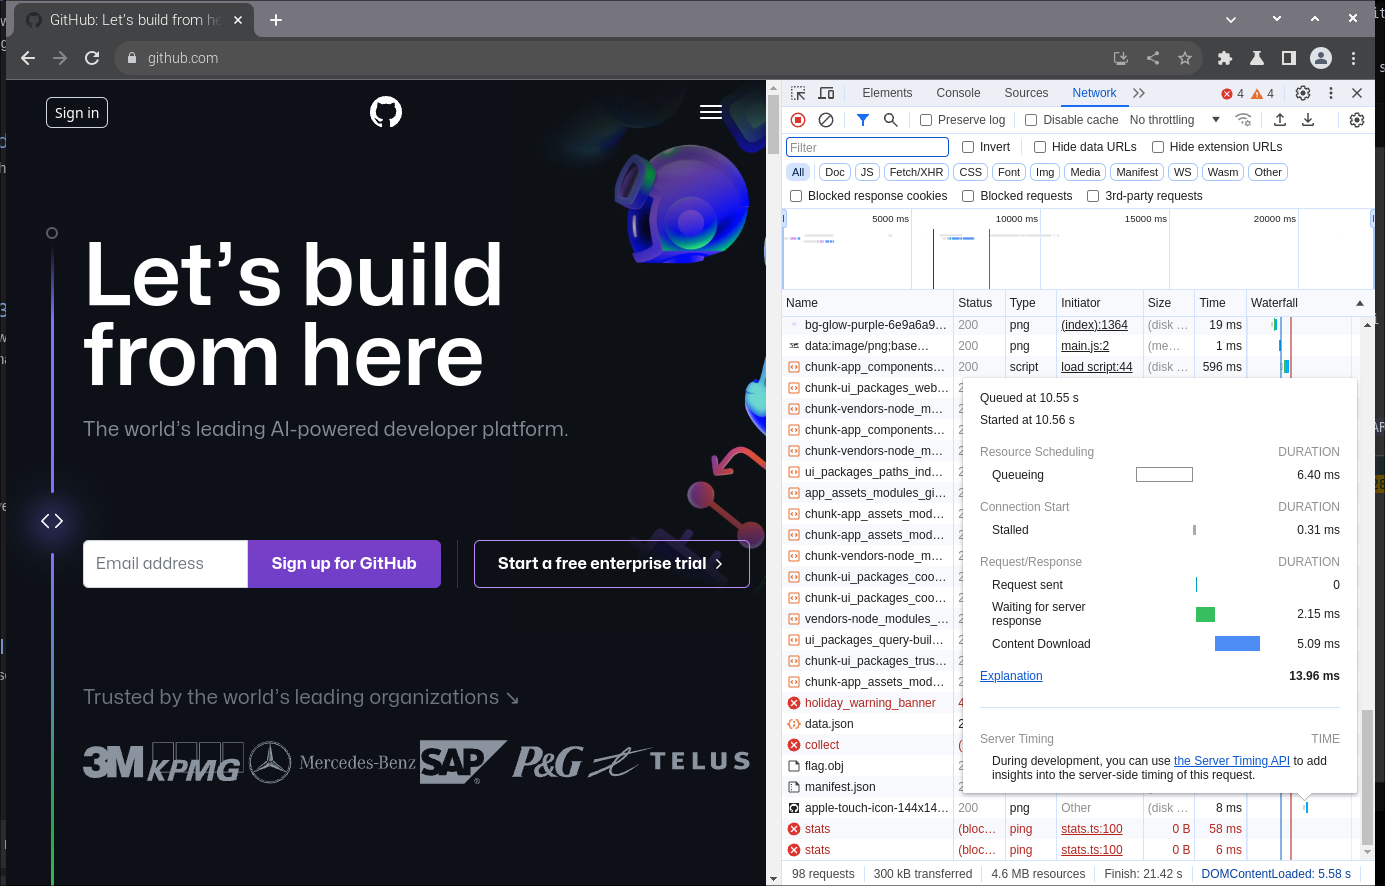 GitHub: Let's build from he
github.com
Sign in
Let's build
from here
The world's leading AI-powered developer platform.
Email address
Sign up for GitHub
Start a free enterprise trial
Trusted by the world's leading organizations ↘
3M KPMG Mercedes-Benz SAP P&G TELUS
Elements Console Sources Network 4 4
Preserve log Disable cache No throttling
Filter Invert Hide data URLs Hide extension URLs
All Doc JS Fetch/XHR CSS Font Img Media Manifest WS Wasm Other
Blocked response cookies Blocked requests 3rd-party requests
5000 ms 10000 ms 15000 ms 20000 ms
Name Status Type Initiator Size Time Waterfall
bg-glow-purple-6e9a6a9… 200 png (index):1364 (disk … 19 ms
data:image/png;base… 200 png main.js:2 (me… 1 ms
chunk-app_components… 200 script load script:44 (disk … 596 ms
chunk-ui_packages_web… 2
chunk-vendors-node_m… 2
chunk-app_components… 2
chunk-vendors-node_m… 2
ui_packages_paths_ind… 2
app_assets_modules_gi… 2
chunk-app_assets_mod… 2
chunk-app_assets_mod… 2
chunk-vendors-node_m… 2
chunk-ui_packages_coo… 2
chunk-ui_packages_coo… 2
vendors-node_modules_… 2
ui_packages_query-buil… 2
chunk-ui_packages_trus… 2
chunk-app_assets_mod… 2
holiday_warning_banner 4
data.json 2
collect (
flag.obj
manifest.json
Queued at 10.55 s
Started at 10.56 s
Resource Scheduling DURATION
Queueing 6.40 ms
Connection Start DURATION
Stalled 0.31 ms
Request/Response DURATION
Request sent 0
Waiting for server
response 2.15 ms
Content Download 5.09 ms
Explanation 13.96 ms
Server Timing TIME
During development, you can use the Server Timing API to add
insights into the server-side timing of this request.
apple-touch-icon-144x14… 200 png Other (disk … 8 ms
stats (bloc… ping stats.ts:100 0 B 58 ms
stats (bloc… ping stats.ts:100 0 B 6 ms
98 requests 300 kB transferred 4.6 MB resources Finish: 21.42 s DOMContentLoaded: 5.58 s